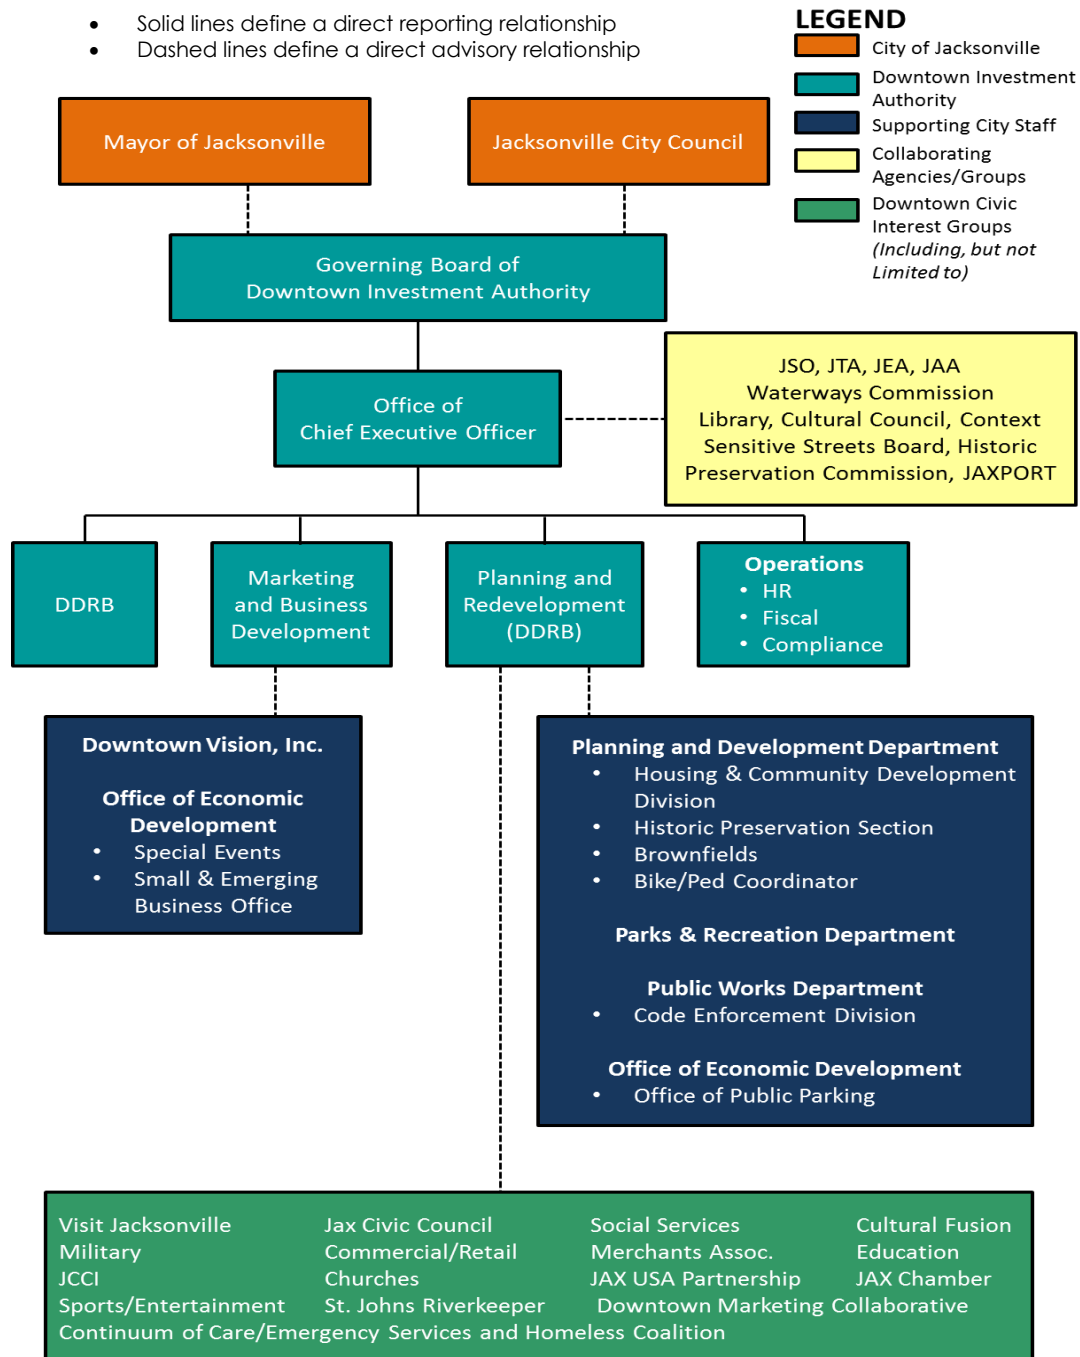 • Solid lines define a direct reporting relationship
• Dashed lines define a direct advisory relationship
LEGEND
City of Jacksonville
Downtown Investment
Authority
Supporting City Staff
Collaborating
Agencies/Groups
Downtown Civic
Interest Groups
(Including, but not
Limited to)
Mayor of Jacksonville
Jacksonville City Council
Governing Board of
Downtown Investment Authority
Office of
Chief Executive Officer
JSO, JTA, JEA, JAA
Waterways Commission
Library, Cultural Council, Context
Sensitive Streets Board, Historic
Preservation Commission, JAXPORT
DDRB
Marketing
and Business
Development
Planning and
Redevelopment
(DDRB)
Operations
• HR
• Fiscal
• Compliance
Downtown Vision, Inc.
Office of Economic
Development
• Special Events
• Small & Emerging
Business Office
Planning and Development Department
• Housing & Community Development
Division
• Historic Preservation Section
• Brownfields
• Bike/Ped Coordinator
Parks & Recreation Department
Public Works Department
• Code Enforcement Division
Office of Economic Development
• Office of Public Parking
Visit Jacksonville Jax Civic Council Social Services Cultural Fusion
Military Commercial/Retail Merchants Assoc. Education
JCCI Churches JAX USA Partnership JAX Chamber
Sports/Entertainment St. Johns Riverkeeper Downtown Marketing Collaborative
Continuum of Care/Emergency Services and Homeless Coalition